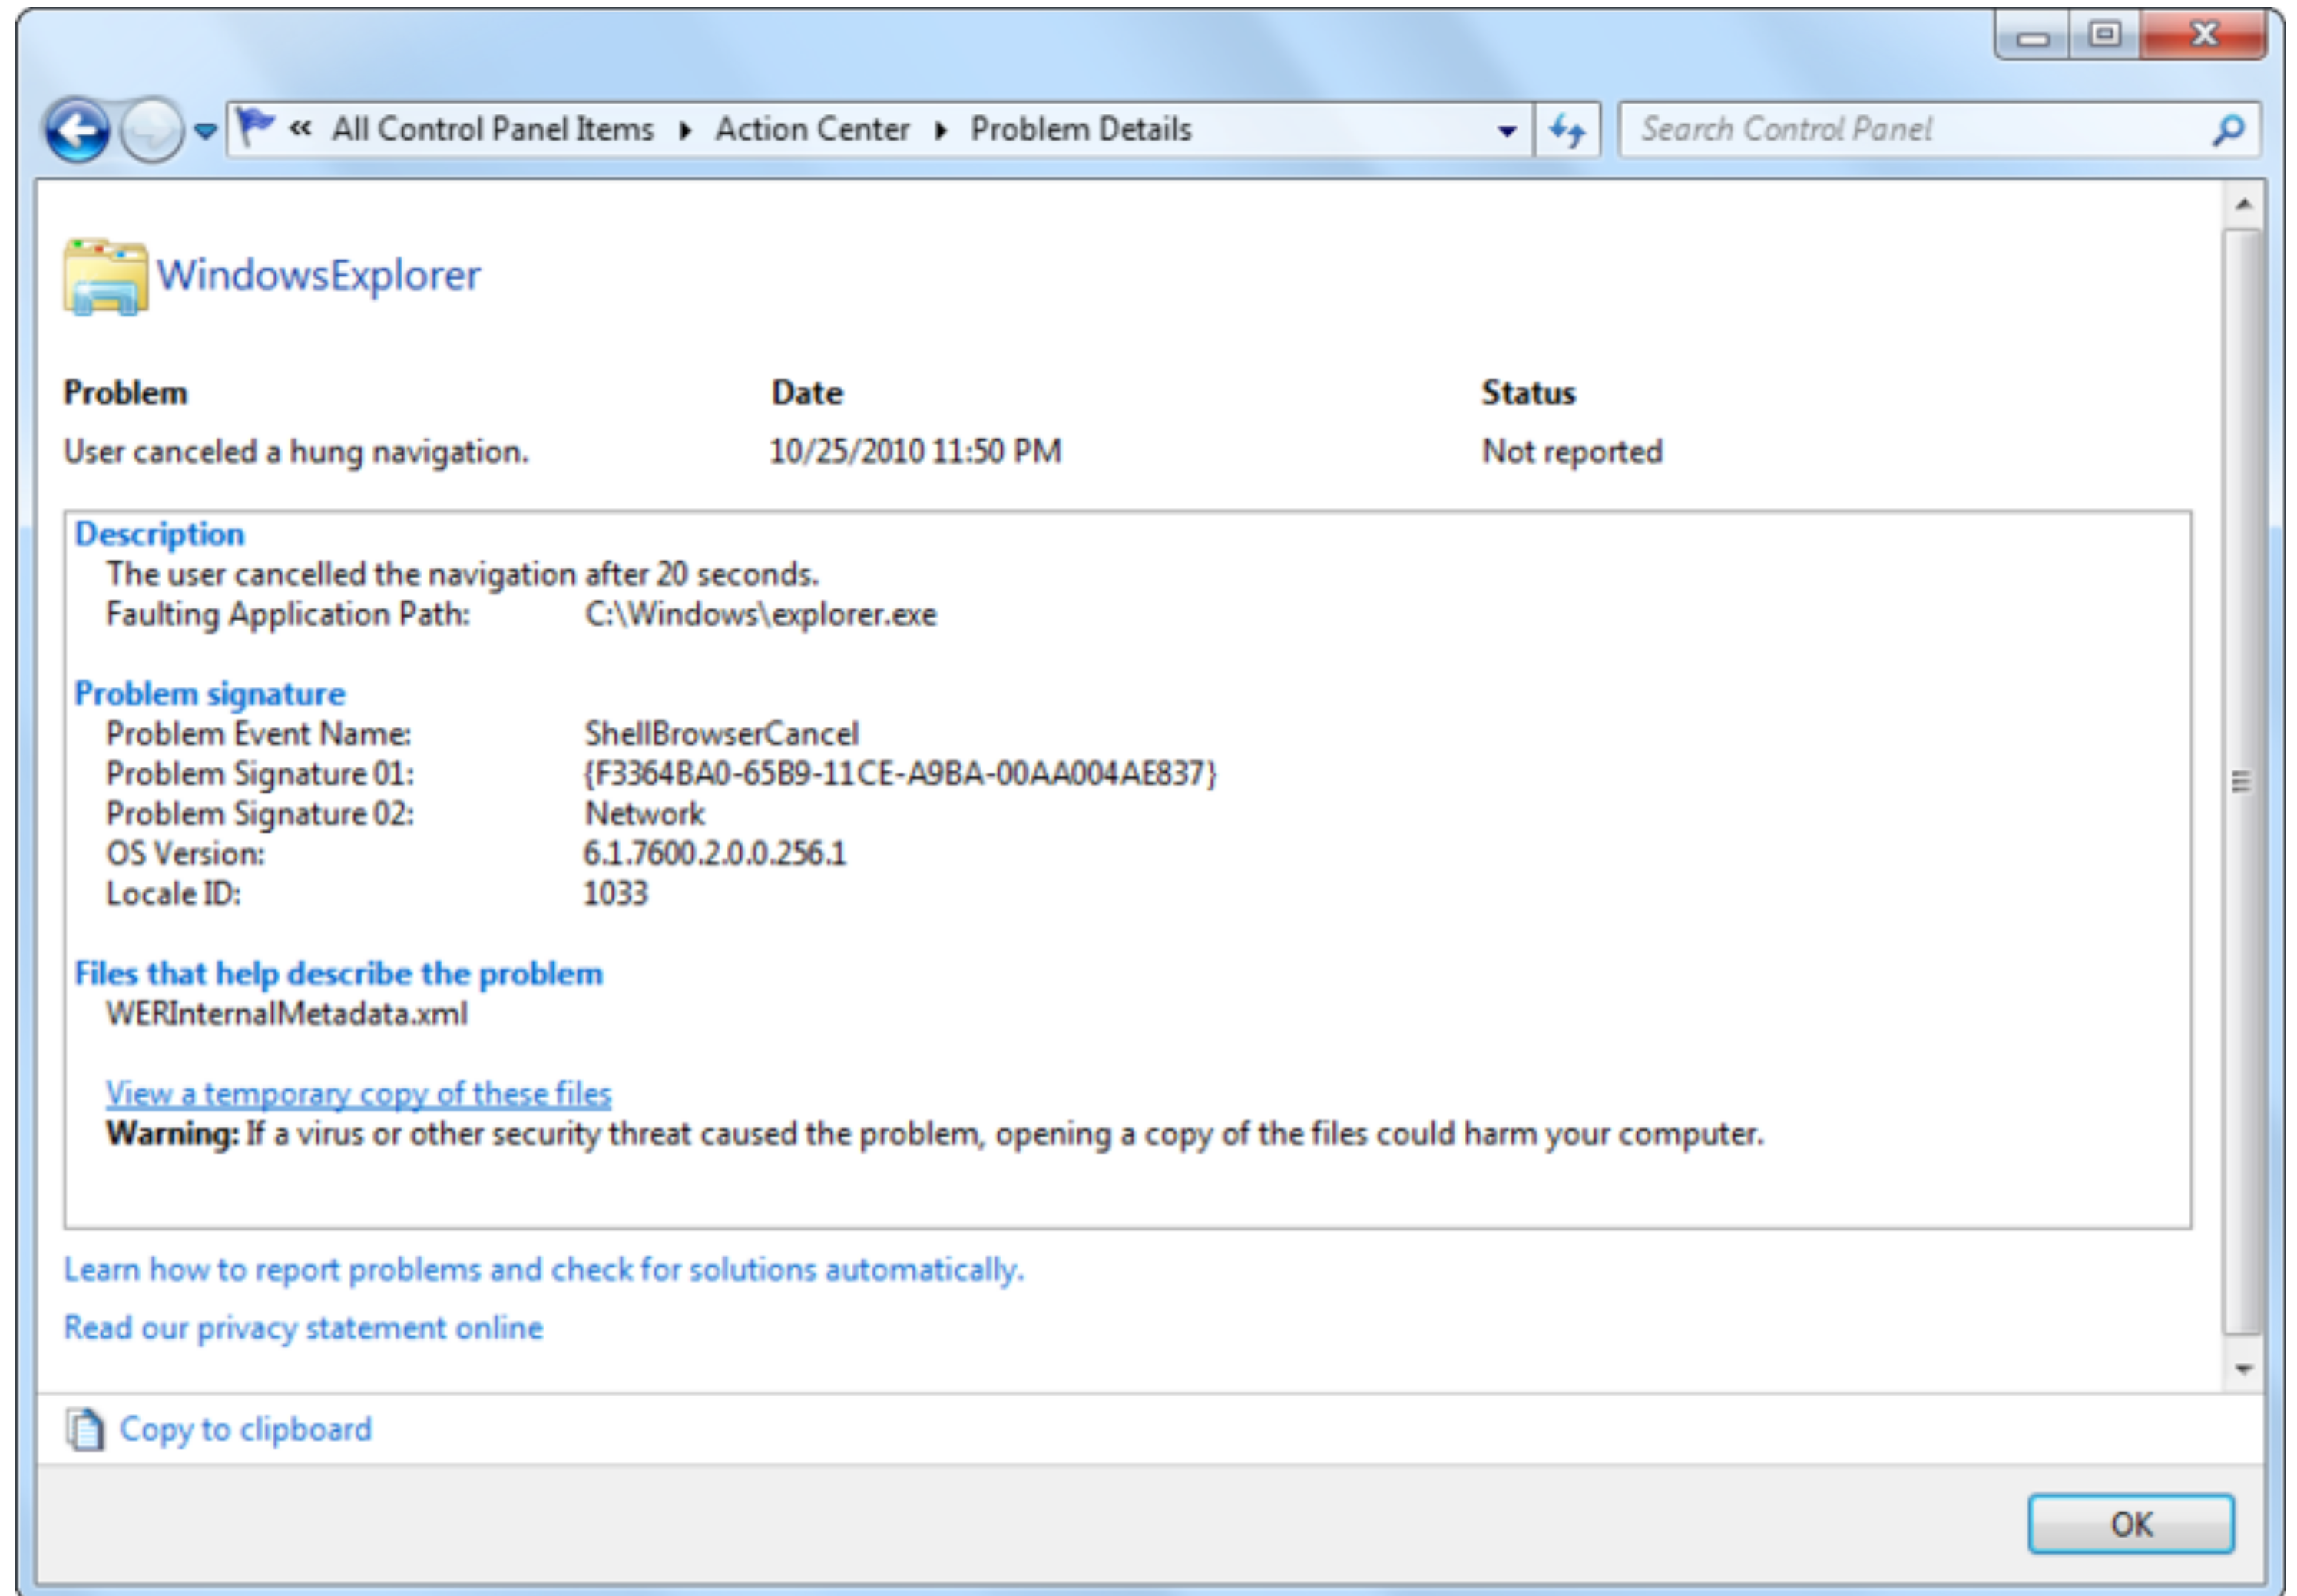 « All Control Panel Items ▸ Action Center ▸ Problem Details
Search Control Panel
WindowsExplorer
Problem Date Status
User canceled a hung navigation. 10/25/2010 11:50 PM Not reported
Description
The user cancelled the navigation after 20 seconds.
Faulting Application Path: C:\Windows\explorer.exe
Problem signature
Problem Event Name: ShellBrowserCancel
Problem Signature 01: {F3364BA0-65B9-11CE-A9BA-00AA004AE837}
Problem Signature 02: Network
OS Version: 6.1.7600.2.0.0.256.1
Locale ID: 1033
Files that help describe the problem
WERInternalMetadata.xml
View a temporary copy of these files
Warning: If a virus or other security threat caused the problem, opening a copy of the files could harm your computer.
Learn how to report problems and check for solutions automatically.
Read our privacy statement online
Copy to clipboard
OK